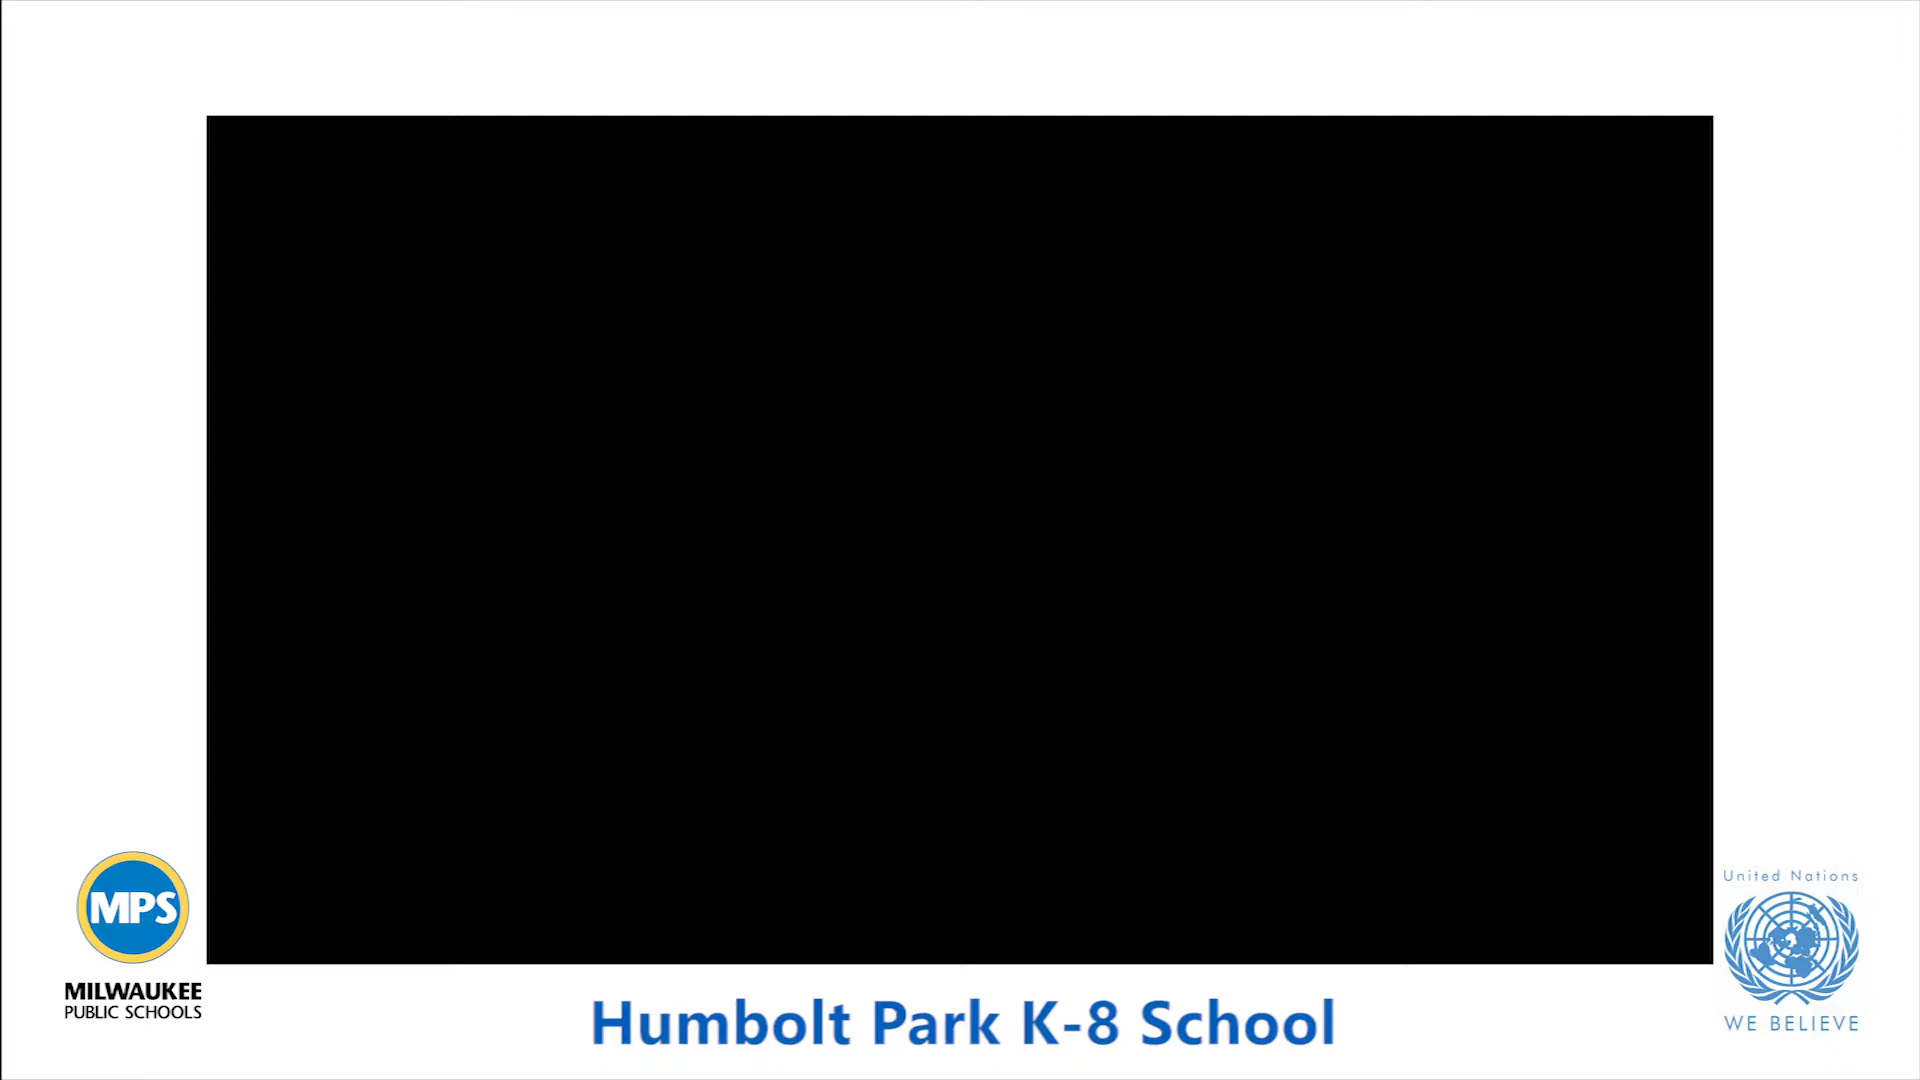 MPS
MILWAUKEE
PUBLIC SCHOOLS
Humbolt Park K-8 School
United Nations
WE BELIEVE